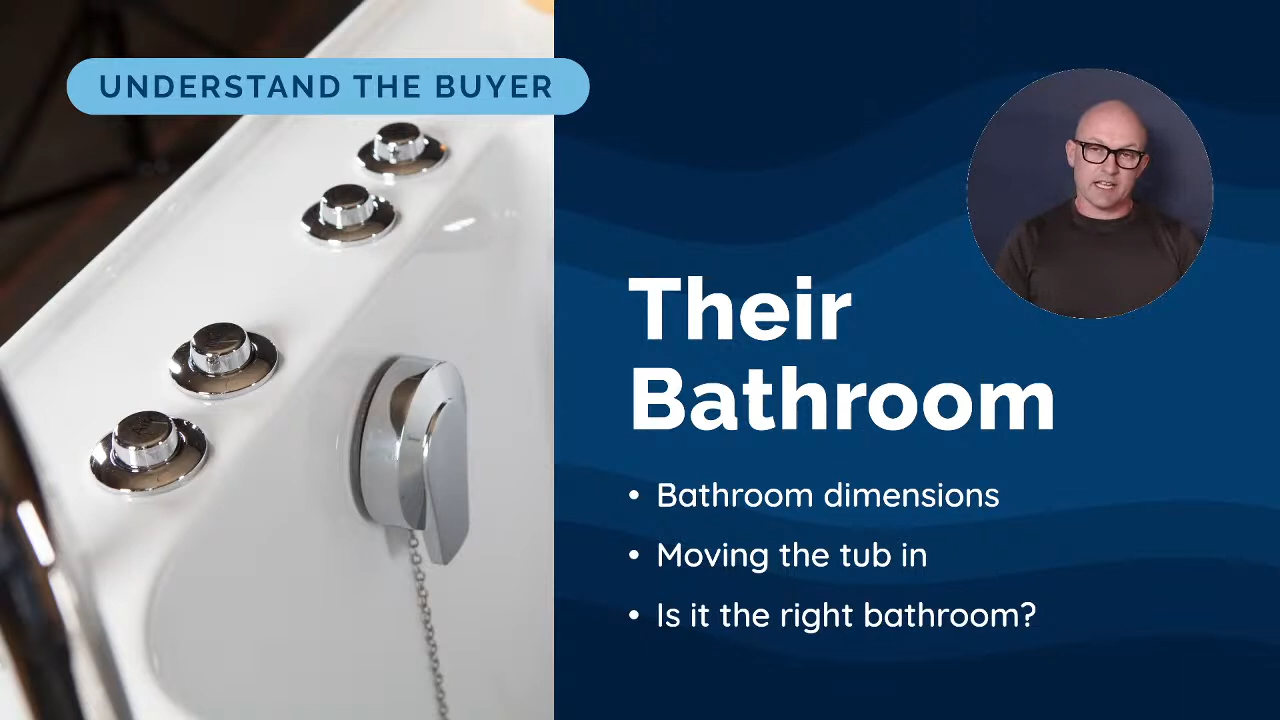 UNDERSTAND THE BUYER
Their
Bathroom
• Bathroom dimensions
• Moving the tub in
• Is it the right bathroom?